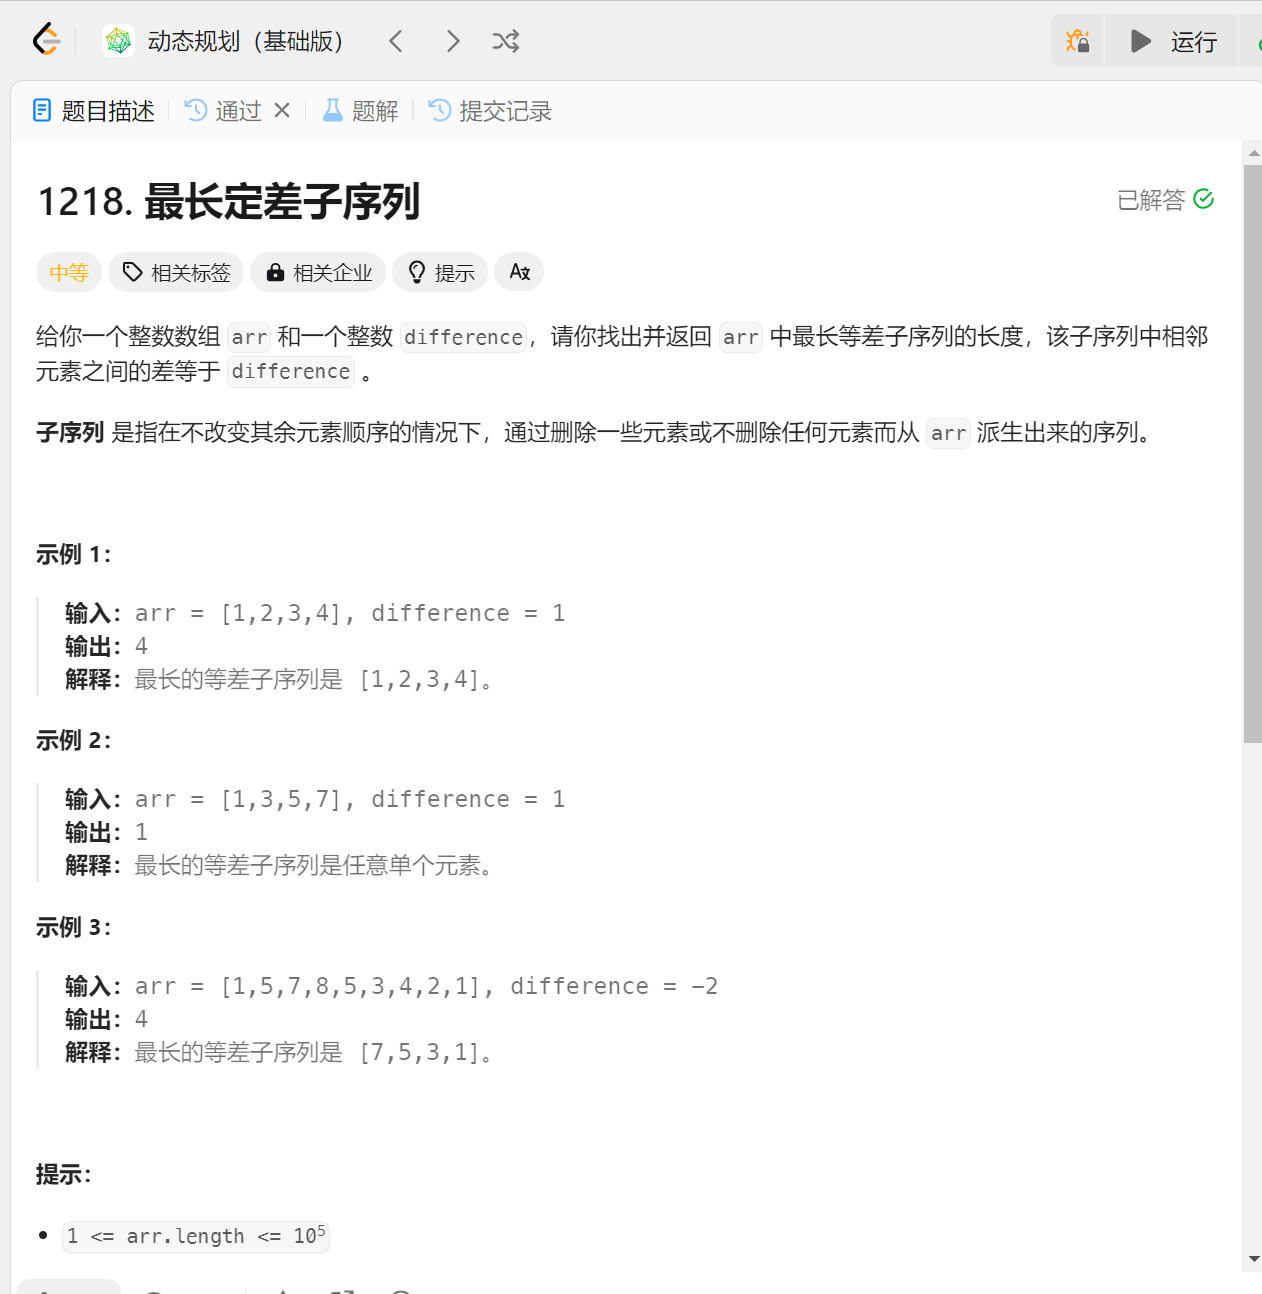 动态规划（基础版）
运行
题目描述
通过
题解
提交记录
1218. 最长定差子序列
已解答
中等
相关标签
相关企业
提示
给你一个整数数组 arr 和一个整数 difference，请你找出并返回 arr 中最长等差子序列的长度，该子序列中相邻
元素之间的差等于 difference 。
子序列 是指在不改变其余元素顺序的情况下，通过删除一些元素或不删除任何元素而从 arr 派生出来的序列。
示例 1：
输入：arr = [1,2,3,4], difference = 1
输出：4
解释：最长的等差子序列是 [1,2,3,4]。
示例 2：
输入：arr = [1,3,5,7], difference = 1
输出：1
解释：最长的等差子序列是任意单个元素。
示例 3：
输入：arr = [1,5,7,8,5,3,4,2,1], difference = -2
输出：4
解释：最长的等差子序列是 [7,5,3,1]。
提示：
1 <= arr.length <= 10⁵